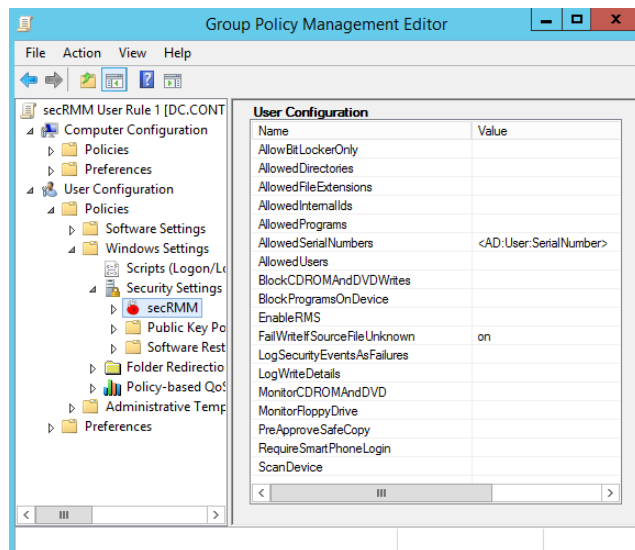 Group Policy Management Editor
File Action View Help
secRMM User Rule 1 [DC.CONT
Computer Configuration
Policies
Preferences
User Configuration
Policies
Software Settings
Windows Settings
Scripts (Logon/Lo
Security Settings
secRMM
Public Key Po
Software Rest
Folder Redirectio
Policy-based QoS
Administrative Temp
Preferences
User Configuration
Name Value
AllowBitLockerOnly
AllowedDirectories
AllowedFileExtensions
AllowedInternalIds
AllowedPrograms
AllowedSerialNumbers <AD:User:SerialNumber>
AllowedUsers
BlockCDROMAndDVDWrites
BlockProgramsOnDevice
EnableRMS
FailWriteIfSourceFileUnknown on
LogSecurityEventsAsFailures
LogWriteDetails
MonitorCDROMAndDVD
MonitorFloppyDrive
PreApproveSafeCopy
RequireSmartPhoneLogin
ScanDevice